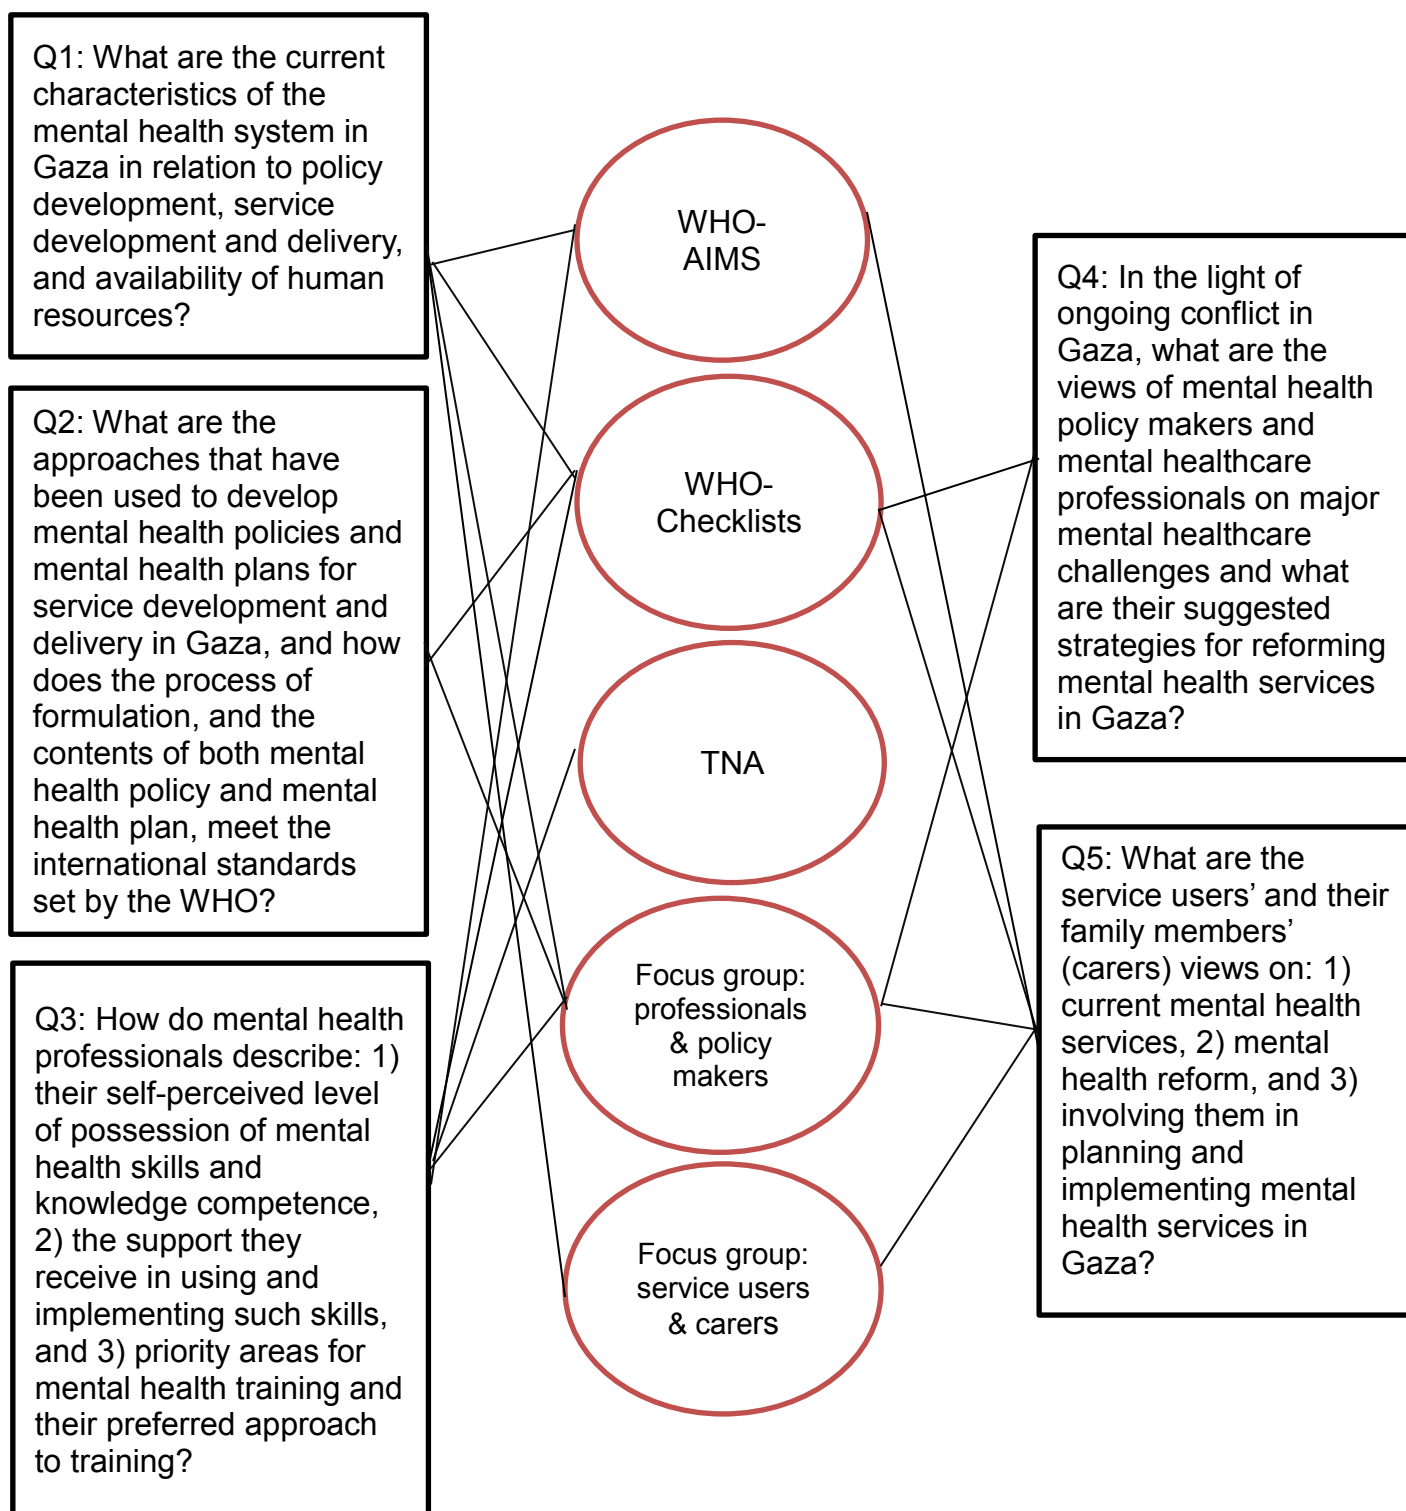 Q1: What are the current
characteristics of the
mental health system in
Gaza in relation to policy
development, service
development and delivery,
and availability of human
resources?
Q2: What are the
approaches that have
been used to develop
mental health policies and
mental health plans for
service development and
delivery in Gaza, and how
does the process of
formulation, and the
contents of both mental
health policy and mental
health plan, meet the
international standards
set by the WHO?
Q3: How do mental health
professionals describe: 1)
their self-perceived level
of possession of mental
health skills and
knowledge competence,
2) the support they
receive in using and
implementing such skills,
and 3) priority areas for
mental health training and
their preferred approach
to training?
WHO-
AIMS
WHO-
Checklists
TNA
Focus group:
professionals
& policy
makers
Focus group:
service users
& carers
Q4: In the light of
ongoing conflict in
Gaza, what are the
views of mental health
policy makers and
mental healthcare
professionals on major
mental healthcare
challenges and what
are their suggested
strategies for reforming
mental health services
in Gaza?
Q5: What are the
service users’ and their
family members’
(carers) views on: 1)
current mental health
services, 2) mental
health reform, and 3)
involving them in
planning and
implementing mental
health services in
Gaza?